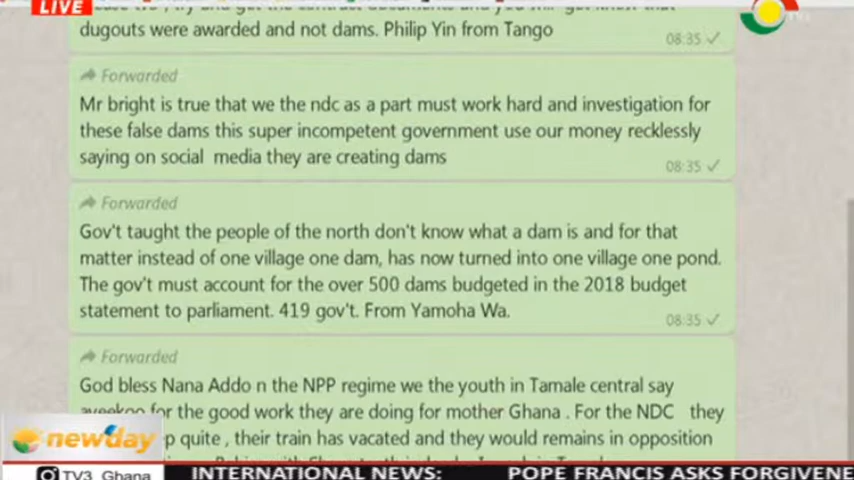 LIVE
dugouts were awarded and not dams. Philip Yin from Tango
08:35
Forwarded
Mr bright is true that we the ndc as a part must work hard and investigation for
these false dams this super incompetent government use our money recklessly
saying on social media they are creating dams
08:35
Forwarded
Gov't taught the people of the north don't know what a dam is and for that
matter instead of one village one dam, has now turned into one village one pond.
The gov't must account for the over 500 dams budgeted in the 2018 budget
statement to parliament. 419 gov't. From Yamoha Wa.
08:35
Forwarded
God bless Nana Addo n the NPP regime we the youth in Tamale central say
ayeekoo for the good work they are doing for mother Ghana . For the NDC they
quite , their train has vacated and they would remains in opposition
newday
TV3_Ghana
INTERNATIONAL NEWS: POPE FRANCIS ASKS FORGIVENE